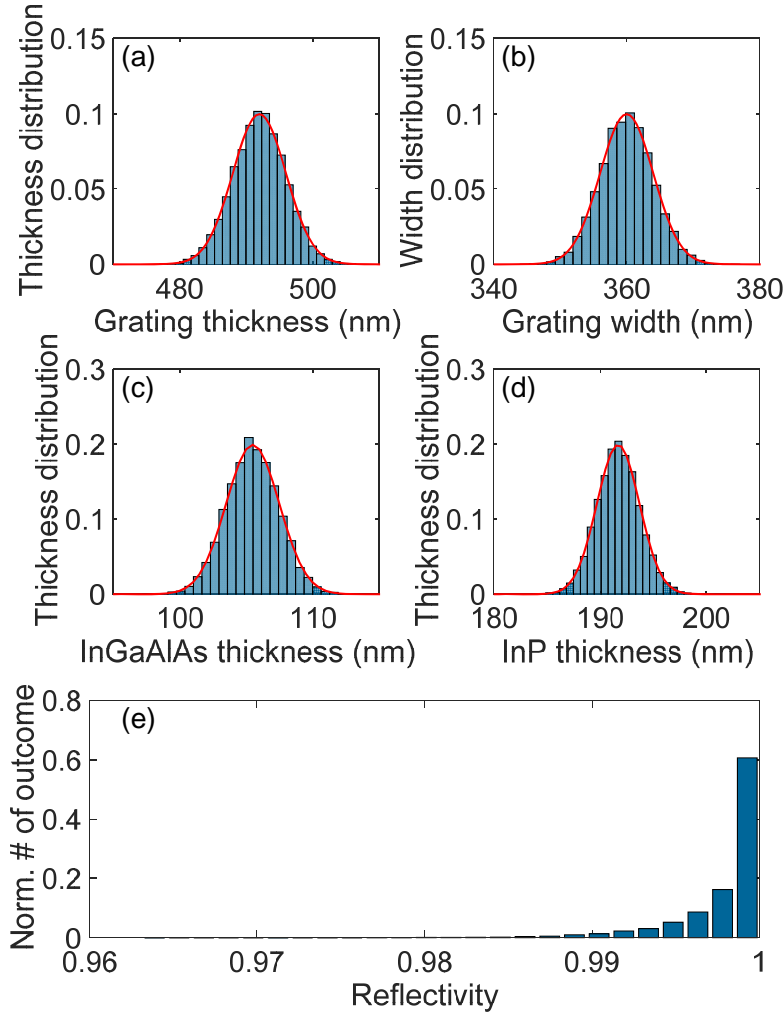 (a)
Thickness distribution
0.15
0.1
0.05
0
480
500
Grating thickness (nm)
(b)
Width distribution
0.15
0.1
0.05
0
340
360
380
Grating width (nm)
(c)
Thickness distribution
0.3
0.2
0.1
0
100
110
InGaAlAs thickness (nm)
(d)
Thickness distribution
0.3
0.2
0.1
0
180
190
200
InP thickness (nm)
(e)
Norm. # of outcome
0.8
0.6
0.4
0.2
0
0.96
0.97
0.98
0.99
1
Reflectivity